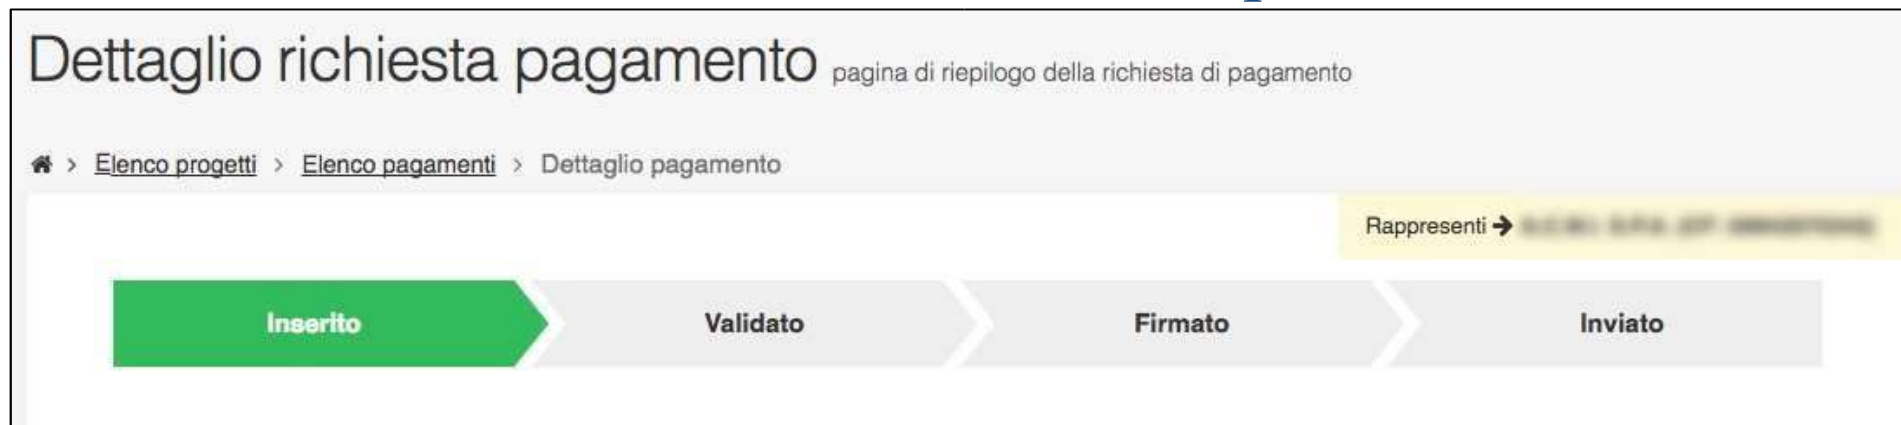 Dettaglio richiesta pagamento pagina di riepilogo della richiesta di pagamento
> Elenco progetti > Elenco pagamenti > Dettaglio pagamento
Rappresenti →
Inserito Validato Firmato Inviato